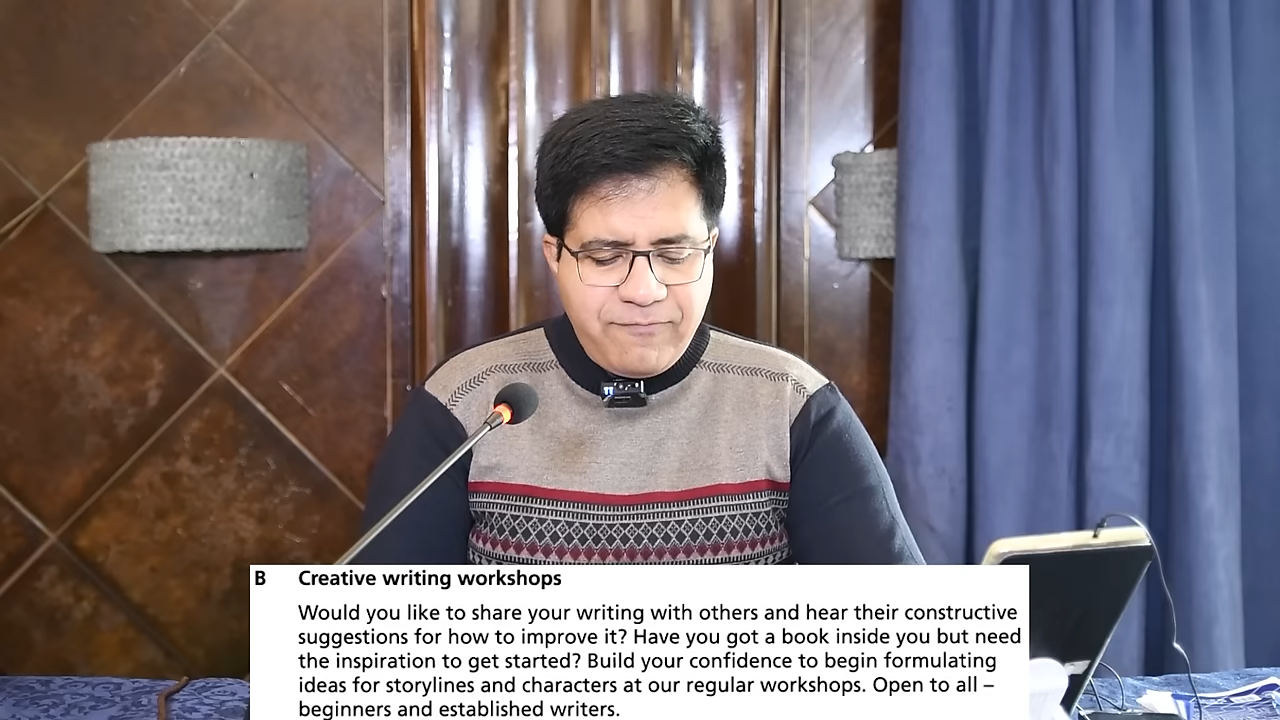 B Creative writing workshops
Would you like to share your writing with others and hear their constructive
suggestions for how to improve it? Have you got a book inside you but need
the inspiration to get started? Build your confidence to begin formulating
ideas for storylines and characters at our regular workshops. Open to all –
beginners and established writers.